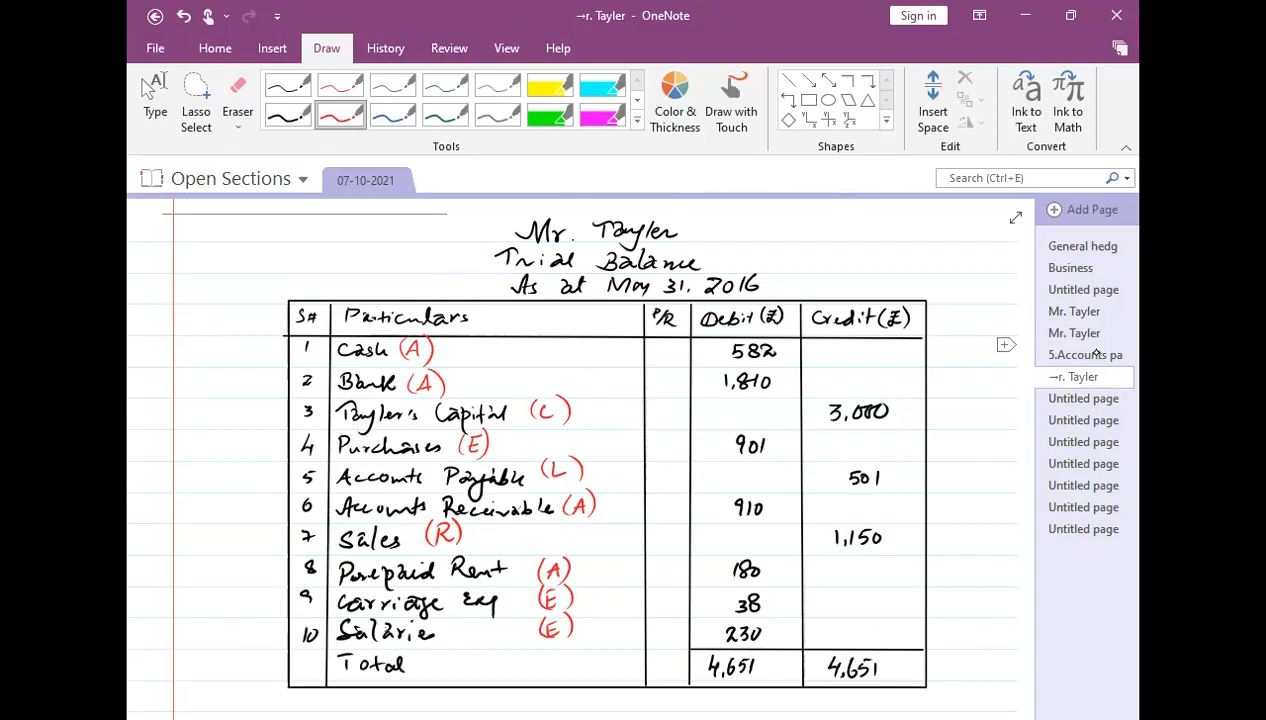 →r. Tayler - OneNote
Sign in
File Home Insert Draw History Review View Help
Type
Lasso Select
Eraser
Color & Thickness
Draw with Touch
Insert Space
Ink to Text
Ink to Math
Tools
Shapes
Edit
Convert
Open Sections
07-10-2021
Search (Ctrl+E)
Add Page
General hedg
Business
Untitled page
Mr. Tayler
Mr. Tayler
5.Accounts pa
→r. Tayler
Untitled page
Untitled page
Untitled page
Untitled page
Untitled page
Untitled page
Untitled page
Mr. Tayler
Trial Balance
As at May 31, 2016
S# Particulars P/R Debit (£) Credit (£)
1 Cash (A) 582
2 Bank (A) 1,810
3 Tayler's Capital (C) 3,000
4 Purchases (E) 901
5 Accounts Payable (L) 501
6 Accounts Receivable (A) 910
7 Sales (R) 1,150
8 Prepaid Rent (A) 180
9 Carriage Exp (E) 38
10 Salaries (E) 230
Total 4,651 4,651